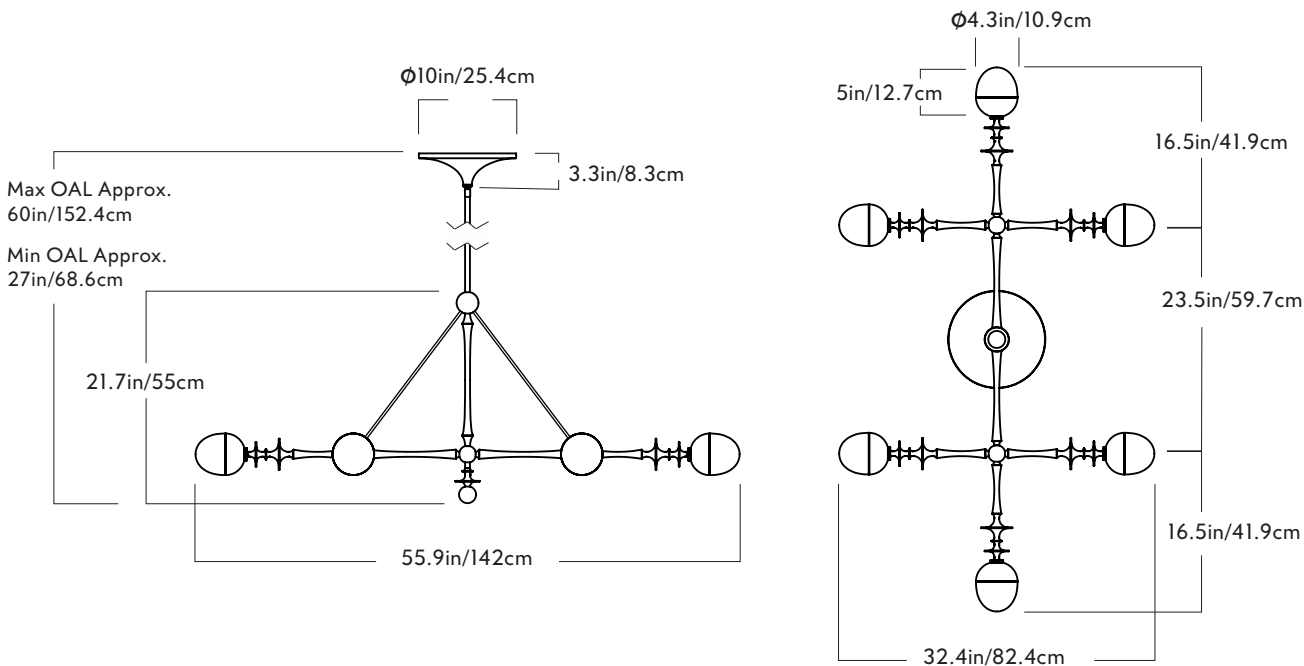 Φ10in/25.4cm
3.3in/8.3cm
Max OAL Approx.
60in/152.4cm
Min OAL Approx.
27in/68.6cm
21.7in/55cm
55.9in/142cm
Φ4.3in/10.9cm
5in/12.7cm
16.5in/41.9cm
23.5in/59.7cm
16.5in/41.9cm
32.4in/82.4cm